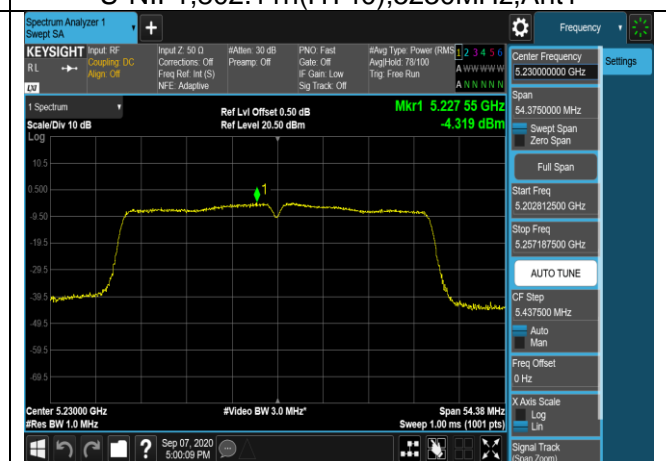 U-NII-1,802.11n(HT40),5230MHz,Ant1
Spectrum Analyzer 1
Swept SA
KEYSIGHT
RL
LXI
Input: RF
Coupling: DC
Align: Off
Input Z: 50 Ω
Corrections: Off
Freq Ref: Int (S)
NFE: Adaptive
#Atten: 30 dB
Preamp: Off
PNO: Fast
Gate: Off
IF Gain: Low
Sig Track: Off
#Avg Type: Power (RMS
Avg|Hold: 78/100
Trig: Free Run
1 2 3 4 5 6
A W W W W W
A N N N N N
1 Spectrum
Scale/Div 10 dB
Log
Ref Lvl Offset 0.50 dB
Ref Level 20.50 dBm
Mkr1 5.227 55 GHz
-4.319 dBm
10.5
0.500
-9.50
-19.5
-29.5
-39.5
-49.5
-59.5
-69.5
1
Center 5.23000 GHz
#Res BW 1.0 MHz
#Video BW 3.0 MHz*
Span 54.38 MHz
Sweep 1.00 ms (1001 pts)
?
Sep 07, 2020
5:00:09 PM
Frequency
Settings
Center Frequency
5.230000000 GHz
Span
54.3750000 MHz
Swept Span
Zero Span
Full Span
Start Freq
5.202812500 GHz
Stop Freq
5.257187500 GHz
AUTO TUNE
CF Step
5.437500 MHz
Auto
Man
Freq Offset
0 Hz
X Axis Scale
Log
Lin
Signal Track
(Span Zoom)